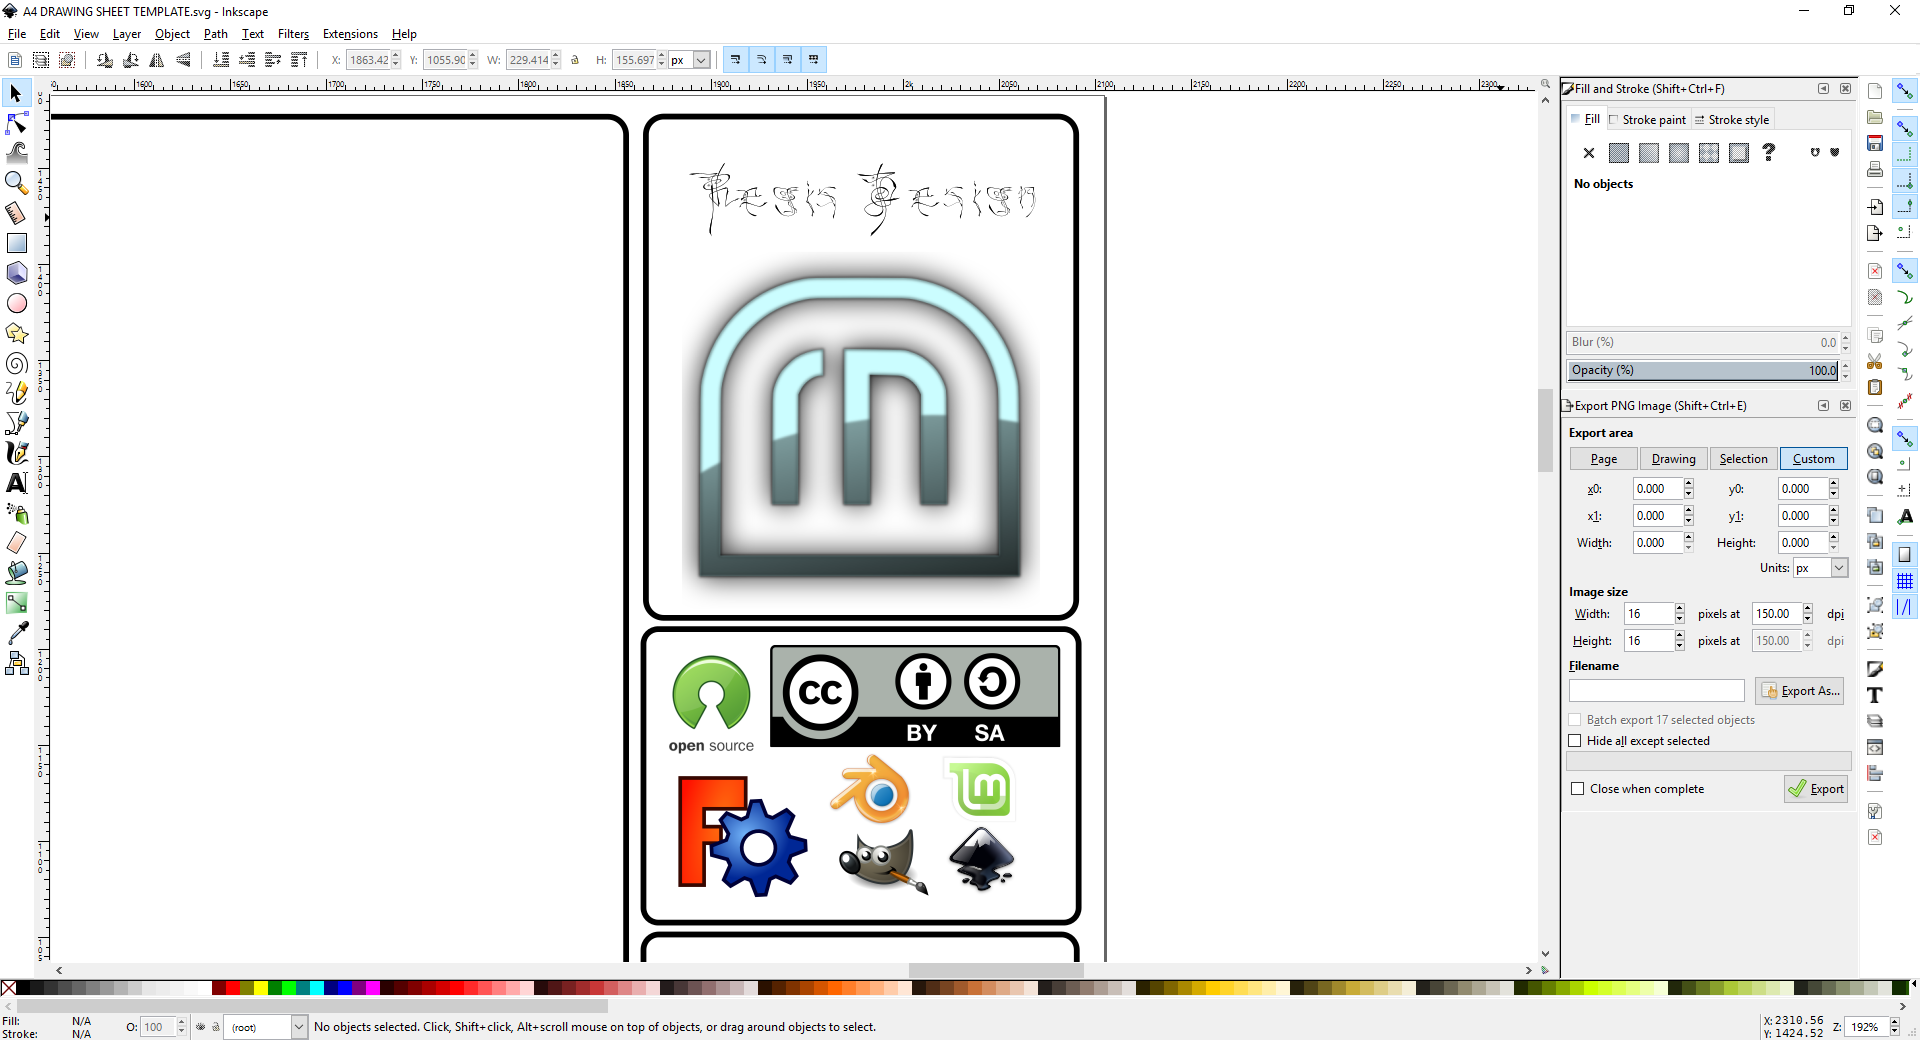 A4 DRAWING SHEET TEMPLATE.svg - Inkscape
File Edit View Layer Object Path Text Filters Extensions Help
X: 1863.42 Y: 1055.90 W: 229.414 H: 155.697 px
1600 1650 1700 1750 1800 1850 1900 1950 2k 2050 2100 2150 2200 2250 2300
Thesis Design
open source
CC
BY SA
F
Fill and Stroke (Shift+Ctrl+F)
Fill Stroke paint Stroke style
No objects
Blur (%) 0.0
Opacity (%) 100.0
Export PNG Image (Shift+Ctrl+E)
Export area
Page Drawing Selection Custom
x0: 0.000 y0: 0.000
x1: 0.000 y1: 0.000
Width: 0.000 Height: 0.000
Units: px
Image size
Width: 16 pixels at 150.00 dpi
Height: 16 pixels at 150.00 dpi
Filename
Export As...
Batch export 17 selected objects
Hide all except selected
Close when complete Export
Fill: N/A
Stroke: N/A
O: 100 (root) No objects selected. Click, Shift+click, Alt+scroll mouse on top of objects, or drag around objects to select.
X: 2310.56
Y: 1424.52
Z: 192%